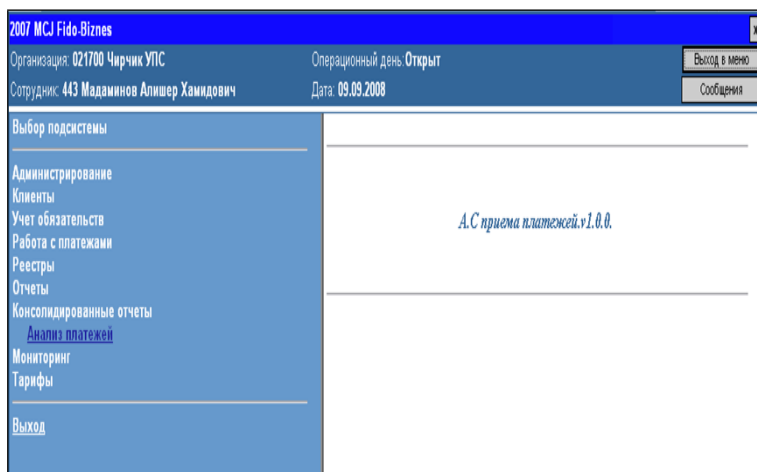 2007 MCJ Fido-Biznes
x
Организация: 021700 Чирчик УПС
Операционный день: Открыт
Выход в меню
Сотрудник: 443 Мадаминов Алишер Хамидович
Дата: 09.09.2008
Сообщения
Выбор подсистемы
Администрирование
Клиенты
Учет обязательств
Работа с платежами
Реестры
Отчеты
Консолидированные отчеты
Анализ платежей
Мониторинг
Тарифы
Выход
А.С приема платежей.v1.0.0.